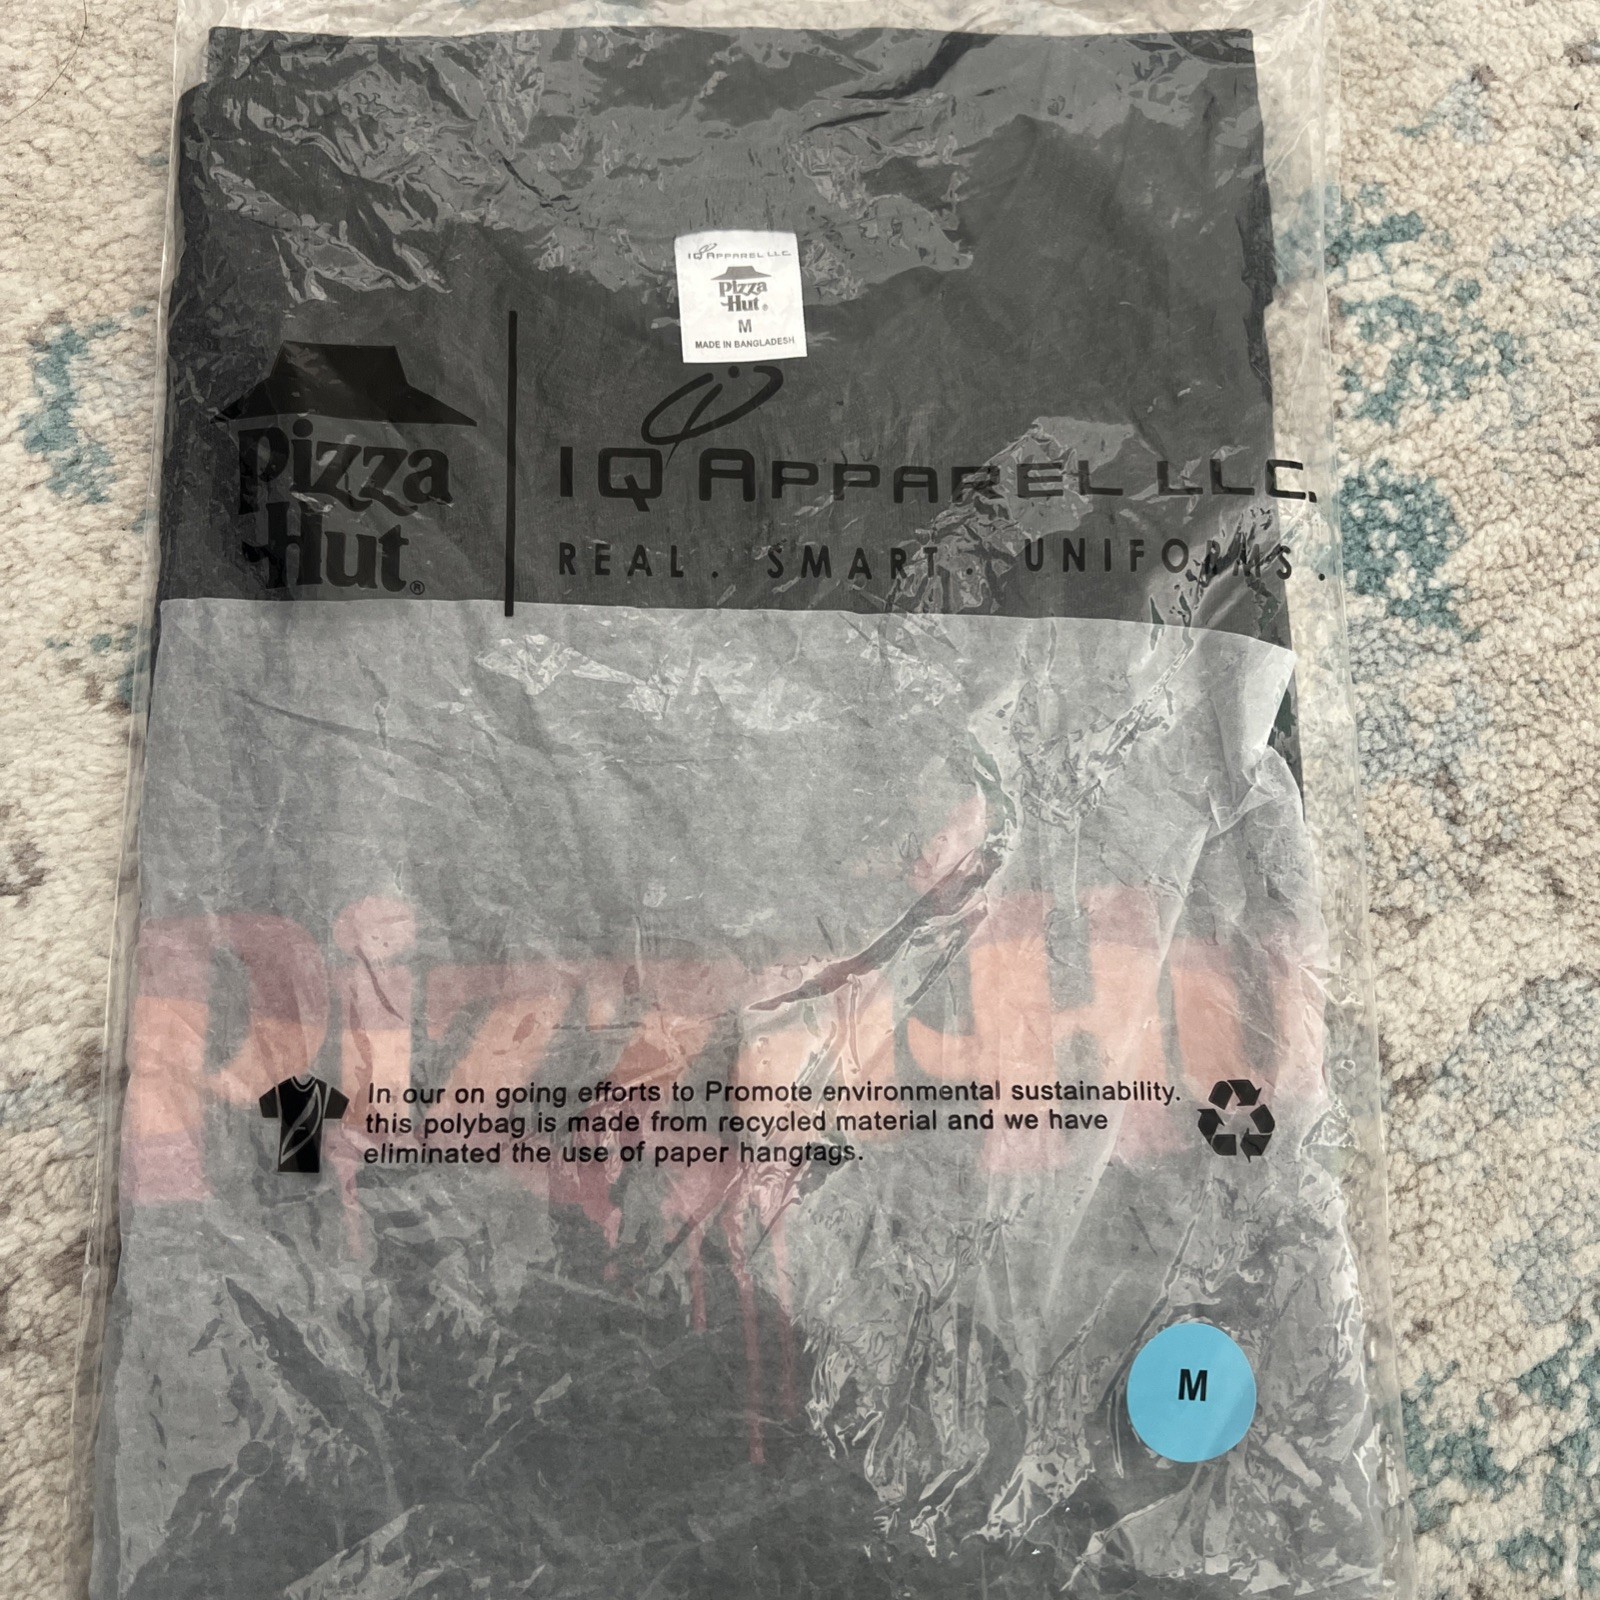 IQ APPAREL LLC.
Pizza
Hut®
M
MADE IN BANGLADESH
Pizza
Hut®
IQ APPAREL LLC.
REAL. SMART. UNIFORMS.
Pizza Hu
In our on going efforts to Promote environmental sustainability.
this polybag is made from recycled material and we have
eliminated the use of paper hangtags.
M